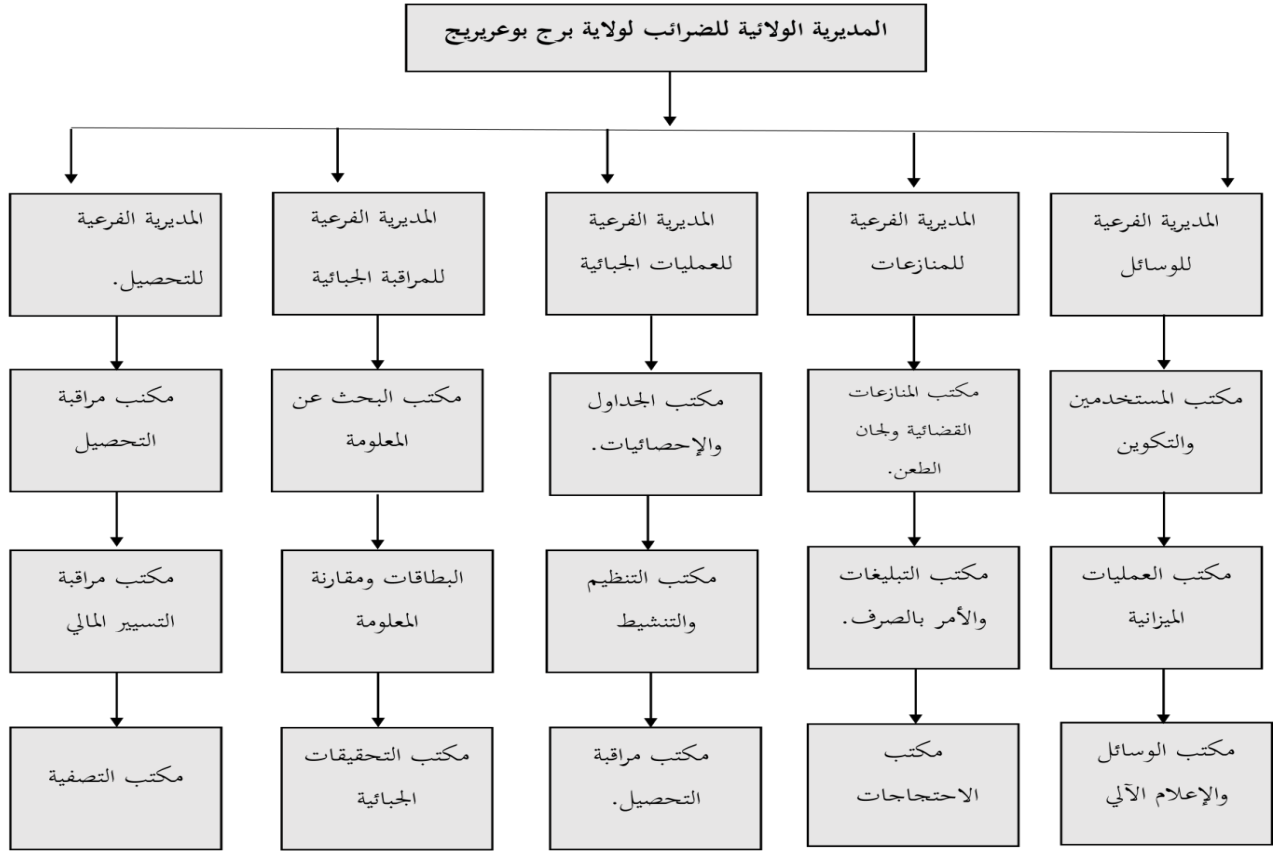 المديرية الولائية للضرائب لولاية برج بوعريريج
المديرية الفرعية
للوسائل
المديرية الفرعية
للمنازعات
المديرية الفرعية
للعمليات الجبائية
المديرية الفرعية
للمراقبة الجبائية
المديرية الفرعية
للتحصيل.
مكتب المستخدمين
والتكوين
مكتب المنازعات
القضائية ولجان
الطعن.
مكتب الجداول
والإحصائيات.
مكتب البحث عن
المعلومة
مكنب مراقبة
التحصيل
مكتب العمليات
الميزانية
مكتب التبليغات
والأمر بالصرف.
مكتب التنظيم
والتنشيط
البطاقات ومقارنة
المعلومة
مكتب مراقبة
التسيير المالي
مكتب الوسائل
والإعلام الآلي
مكتب
الاحتجاجات
مكتب مراقبة
التحصيل.
مكتب التحقيقات
الجبائية
مكتب التصفية